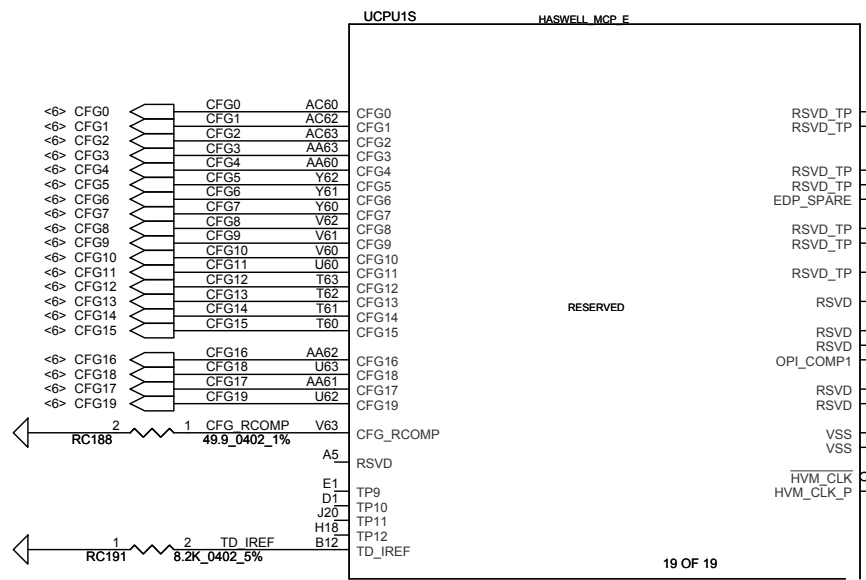 UCPU1S HASWELL_MCP_E
<6> CFG0 CFG0 AC60 CFG0 RSVD_TP
<6> CFG1 CFG1 AC62 CFG1 RSVD_TP
<6> CFG2 CFG2 AC63 CFG2
<6> CFG3 CFG3 AA63 CFG3
<6> CFG4 CFG4 AA60 CFG4 RSVD_TP
<6> CFG5 CFG5 Y62 CFG5 RSVD_TP
<6> CFG6 CFG6 Y61 CFG6 EDP_SPARE
<6> CFG7 CFG7 Y60 CFG7
<6> CFG8 CFG8 V62 CFG8 RSVD_TP
<6> CFG9 CFG9 V61 CFG9 RSVD_TP
<6> CFG10 CFG10 V60 CFG10
<6> CFG11 CFG11 U60 CFG11 RSVD_TP
<6> CFG12 CFG12 T63 CFG12
<6> CFG13 CFG13 T62 CFG13 RSVD
<6> CFG14 CFG14 T61 CFG14 RESERVED
<6> CFG15 CFG15 T60 CFG15 RSVD
RSVD
<6> CFG16 CFG16 AA62 CFG16 OPI_COMP1
<6> CFG18 CFG18 U63 CFG18
<6> CFG17 CFG17 AA61 CFG17 RSVD
<6> CFG19 CFG19 U62 CFG19 RSVD
2 1 CFG_RCOMP V63 CFG_RCOMP VSS
RC188 49.9_0402_1% VSS
A5 RSVD
HVM_CLK
E1 TP9 HVM_CLK_P
D1 TP10
J20 TP11
H18 TP12
1 2 TD_IREF B12 TD_IREF
RC191 8.2K_0402_5%
19 OF 19